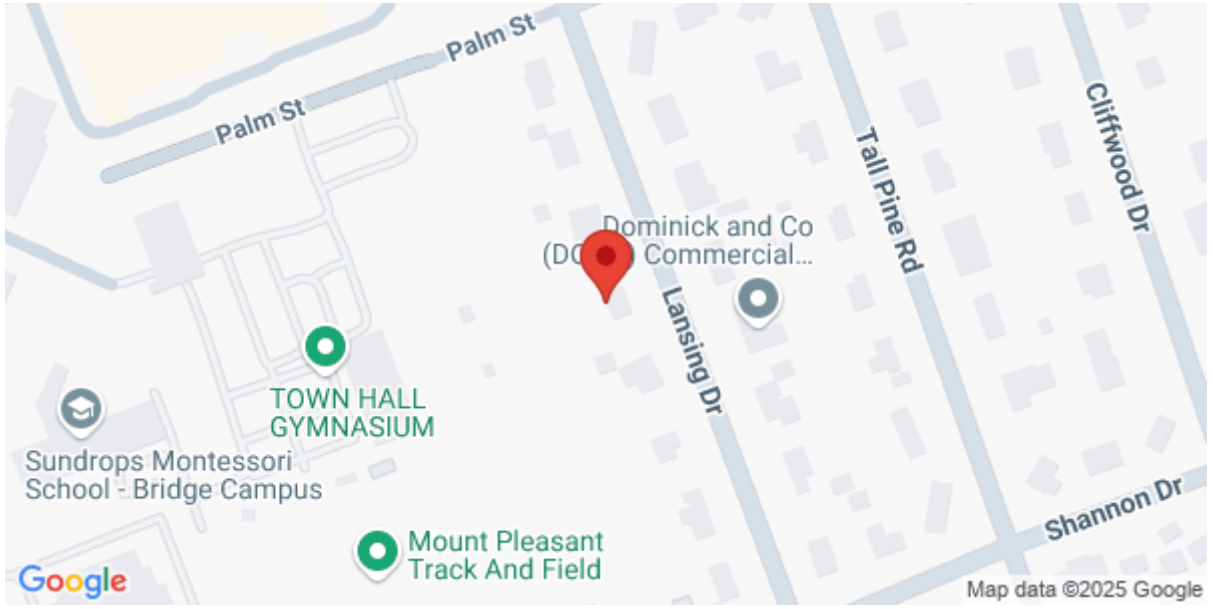 Palm St
Palm St
Cliffwood Dr
Tall Pine Rd
Dominick and Co
Commercial...
Lansing Dr
TOWN HALL
GYMNASIUM
Sundrops Montessori
School - Bridge Campus
Shannon Dr
Mount Pleasant
Track And Field
Google
Map data ©2025 Google